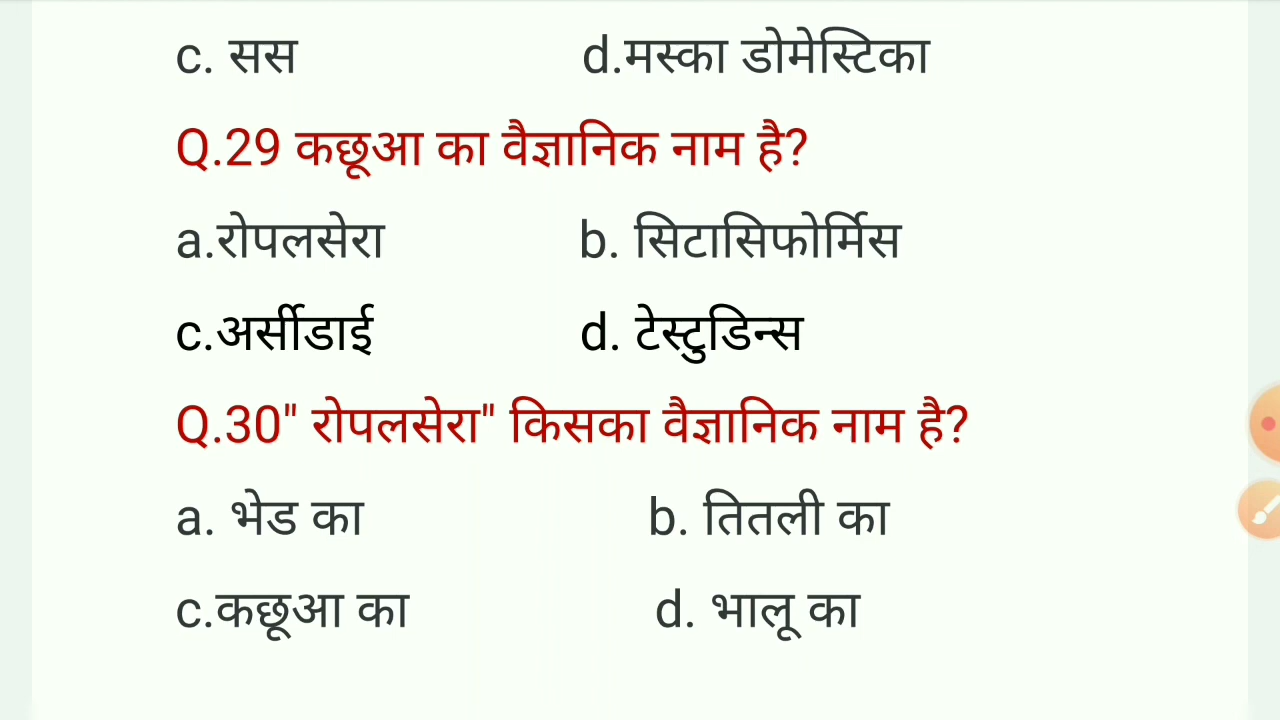 c. सस d.मस्का डोमेस्टिका
Q.29 कछूआ का वैज्ञानिक नाम है?
a.रोपलसेरा b. सिटासिफोर्मिस
c.अर्सीडाई d. टेस्टुडिन्स
Q.30" रोपलसेरा" किसका वैज्ञानिक नाम है?
a. भेड का b. तितली का
c.कछूआ का d. भालू का